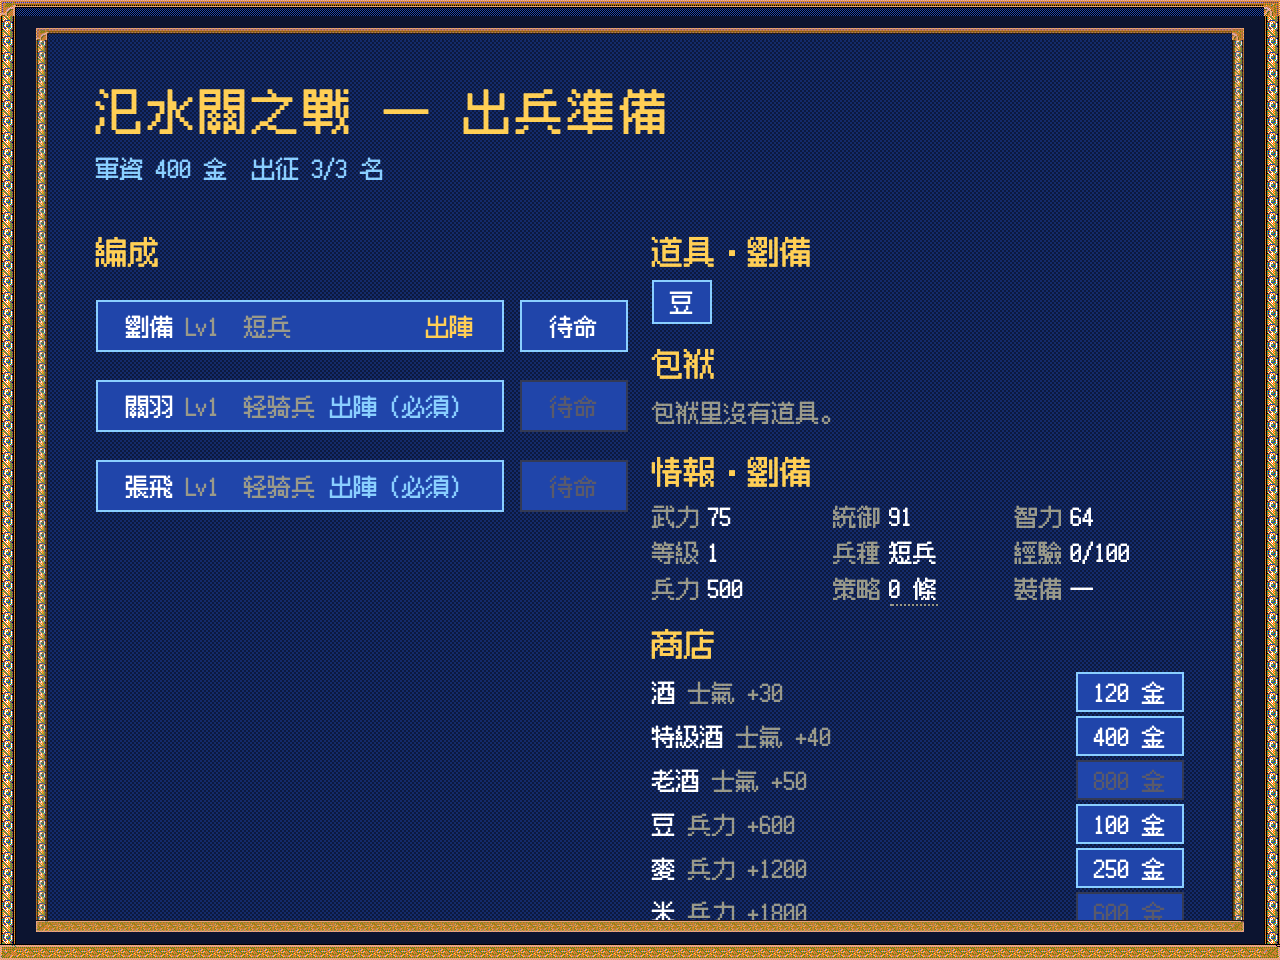 汜水關之戰 — 出兵準備
軍資 400 金 出征 3/3 名
編成
劉備 Lv1 短兵 出陣 待命
關羽 Lv1 轻骑兵 出陣（必須） 待命
張飛 Lv1 轻骑兵 出陣（必須） 待命
道具·劉備
豆
包袱
包袱里沒有道具。
情報·劉備
武力 75 統御 91 智力 64
等級 1 兵種 短兵 經驗 0/100
兵力 500 策略 0 條 裝備 —
商店
酒 士氣 +30 120 金
特級酒 士氣 +40 400 金
老酒 士氣 +50 800 金
豆 兵力 +600 100 金
麥 兵力 +1200 250 金
米 兵力 +1800 600 金